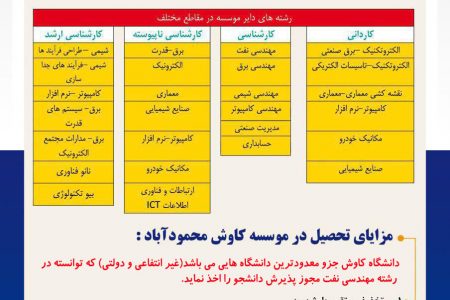 رشته های دایر موسسه در مقاطع مختلف
کاردانی
الکتروتکنیک –برق صنعتی
الکتروتکنیک–تاسیسات الکتریکی
نقشه کشی معماری–معماری
کامپیوتر–نرم افزار
مکانیک خودرو
صنایع شیمیایی
کارشناسی
مهندسی نفت
مهندسی برق
مهندسی شیمی
مهندسی کامپیوتر
مدیریت صنعتی
حسابداری
کارشناسی ناپیوسته
برق–قدرت
الکترونیک
معماری
صنایع شیمیایی
کامپیوتر–نرم افزار
مکانیک خودرو
ارتباطات و فناوری
اطلاعات ICT
کارشناسی ارشد
شیمی –طراحی فرآیند ها
شیمی –فرآیند های جدا
سازی
کامپیوتر –نرم افزار
برق– سیستم های
قدرت
برق– مدارات مجتمع
الکترونیک
نانو فناوری
بیو تکنولوژی
مزایای تحصیل در موسسه کاوش محمودآباد :
دانشگاه کاوش جزو معدودترین دانشگاه هایی می باشد(غیر انتفاعی و دولتی) که توانسته در
رشته مهندسی نفت مجوز پذیرش دانشجو را اخذ نماید.